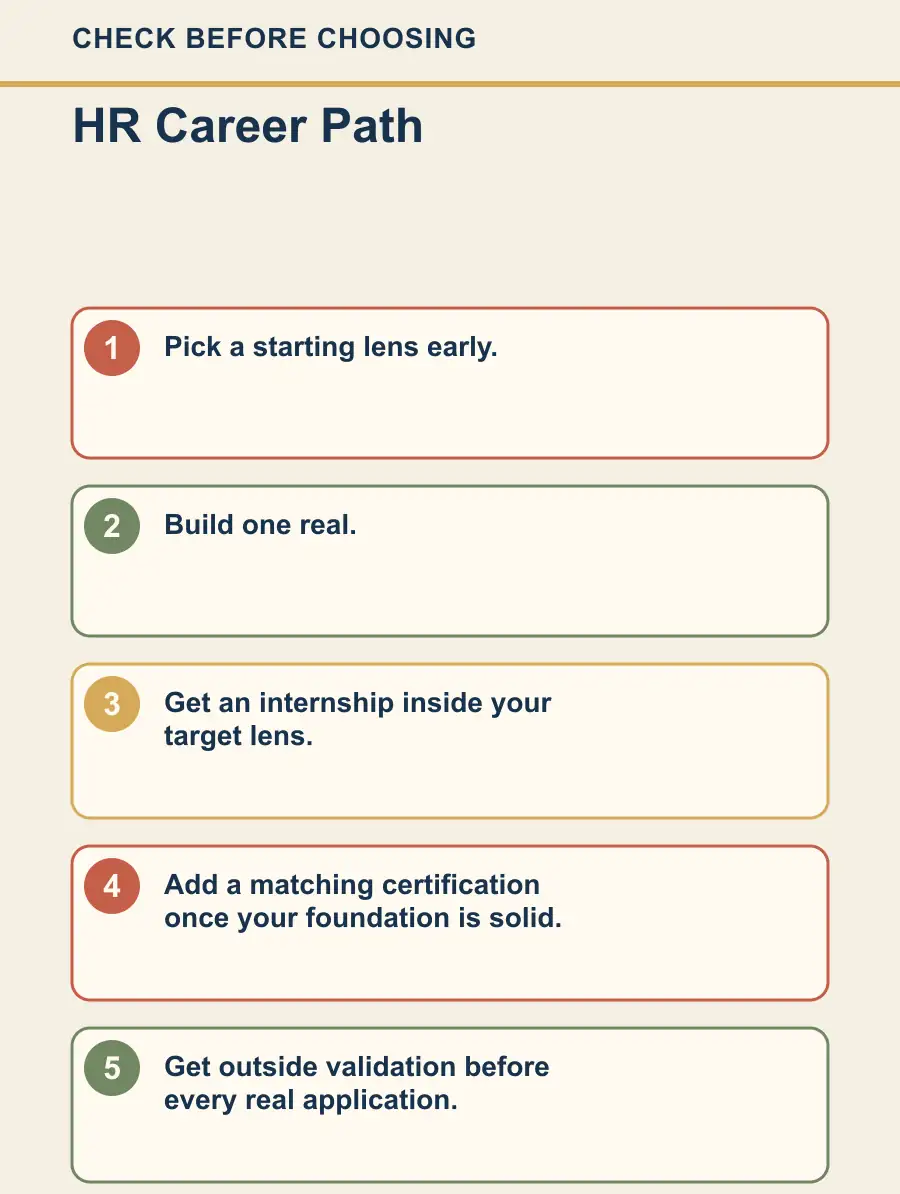 CHECK BEFORE CHOOSING
HR Career Path
1
Pick a starting lens early.
2
Build one real.
3
Get an internship inside your
target lens.
4
Add a matching certification
once your foundation is solid.
5
Get outside validation before
every real application.